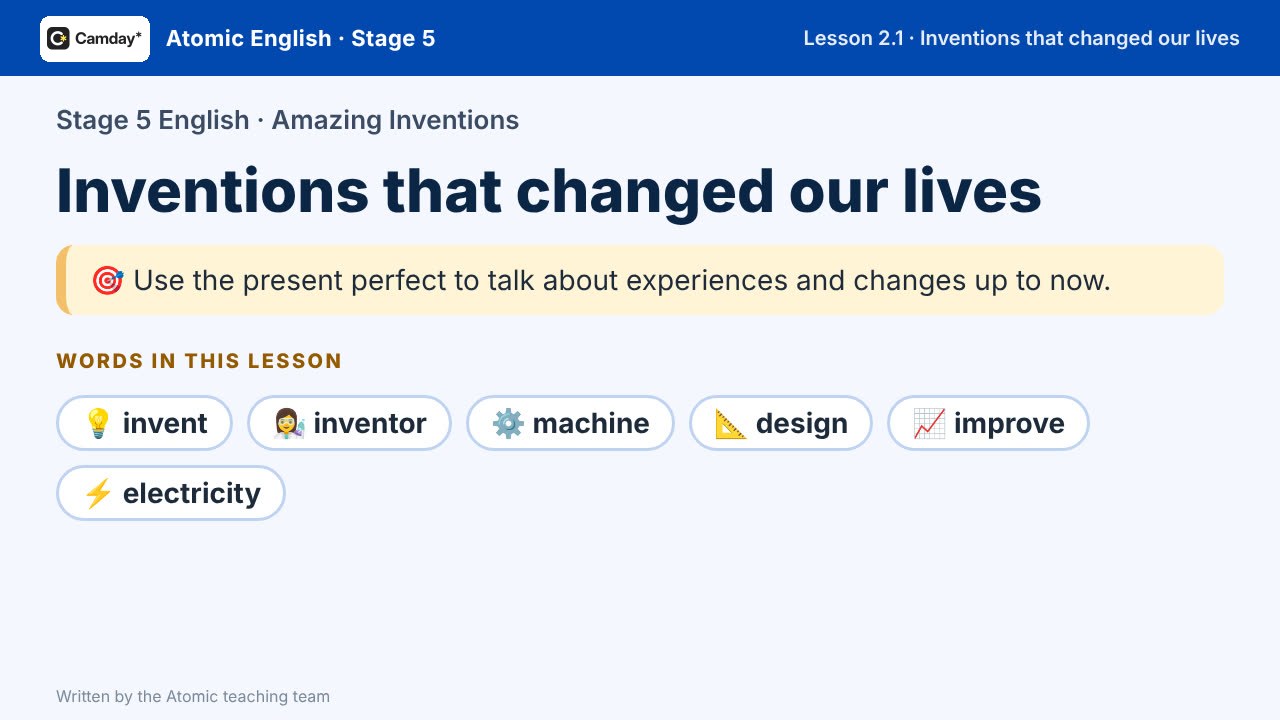 Camday* Atomic English · Stage 5
Lesson 2.1 · Inventions that changed our lives
Stage 5 English · Amazing Inventions
Inventions that changed our lives
🎯 Use the present perfect to talk about experiences and changes up to now.
WORDS IN THIS LESSON
💡 invent 👩‍🔬 inventor ⚙️ machine 📐 design 📈 improve
⚡ electricity
Written by the Atomic teaching team